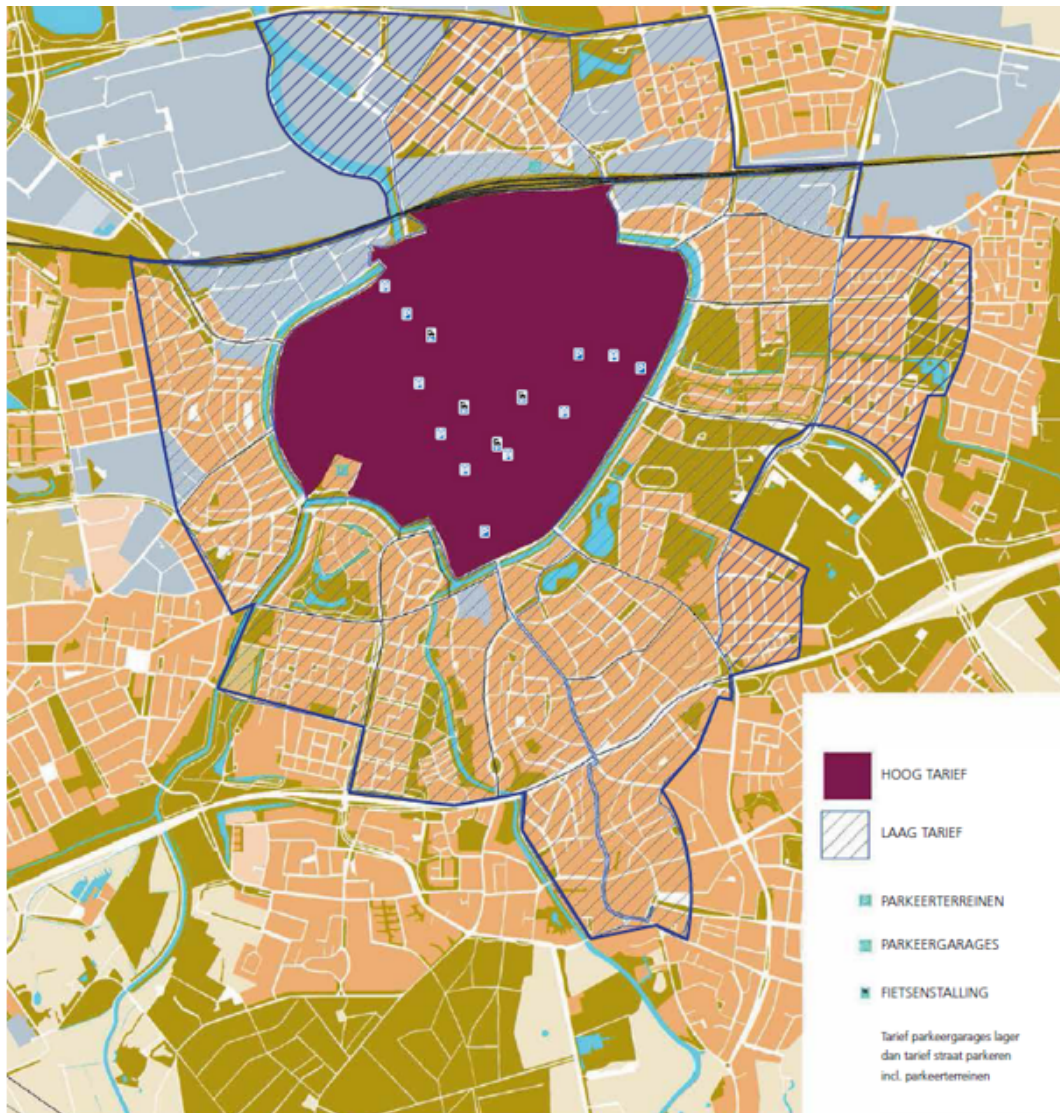 HOOG TARIEF
LAAG TARIEF
PARKEERTERREINEN
PARKEERGARAGES
FIETSENSTALLING
Tarief parkeergarages lager
dan tarief straat parkeren
incl. parkeerterreinen